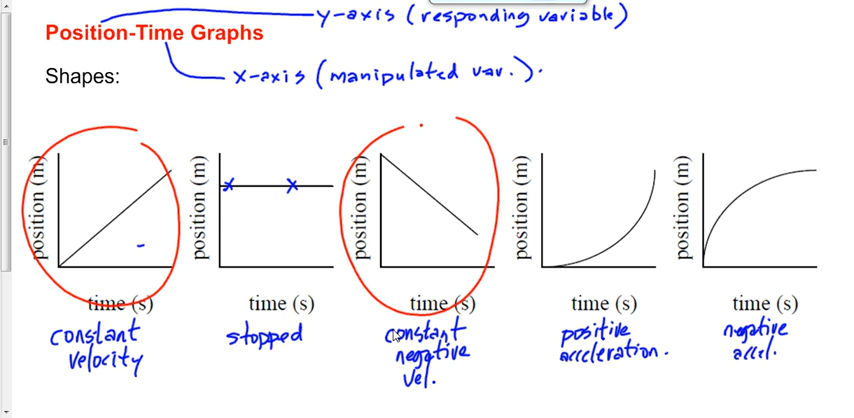 y-axis (responding variable)
Position-Time Graphs
Shapes:
x-axis (manipulated var.).
position (m)
position (m)
position (m)
position (m)
position (m)
time (s)
time (s)
time (s)
time (s)
time (s)
constant
velocity
stopped
constant
negative
vel.
positive
acceleration.
negative
accel.